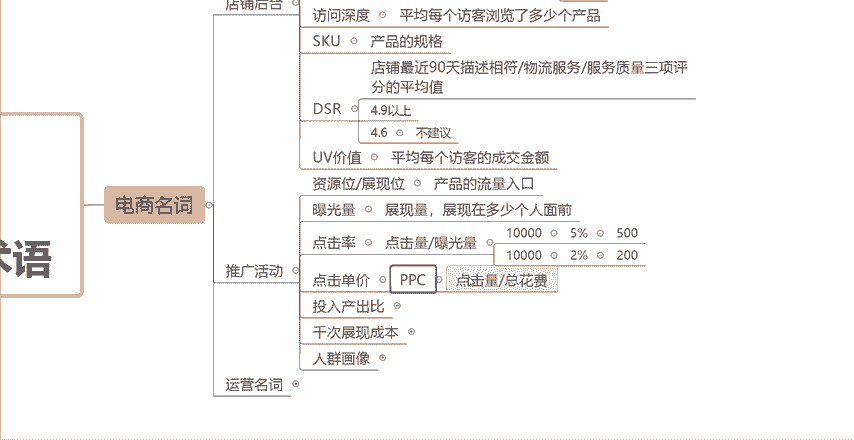 店铺后台
访问深度 平均每个访客浏览了多少个产品
SKU 产品的规格
店铺最近90天描述相符/物流服务/服务质量三项评
分的平均值
DSR
4.9以上
4.6 不建议
UV价值 平均每个访客的成交金额
资源位/展现位 产品的流量入口
电商名词
曝光量 展现量，展现在多少个人面前
10000 5% 500
点击率 点击量/曝光量
10000 2% 200
术语
推广活动
点击单价 PPC 点击量/总花费
投入产出比
千次展现成本
人群画像
运营名词